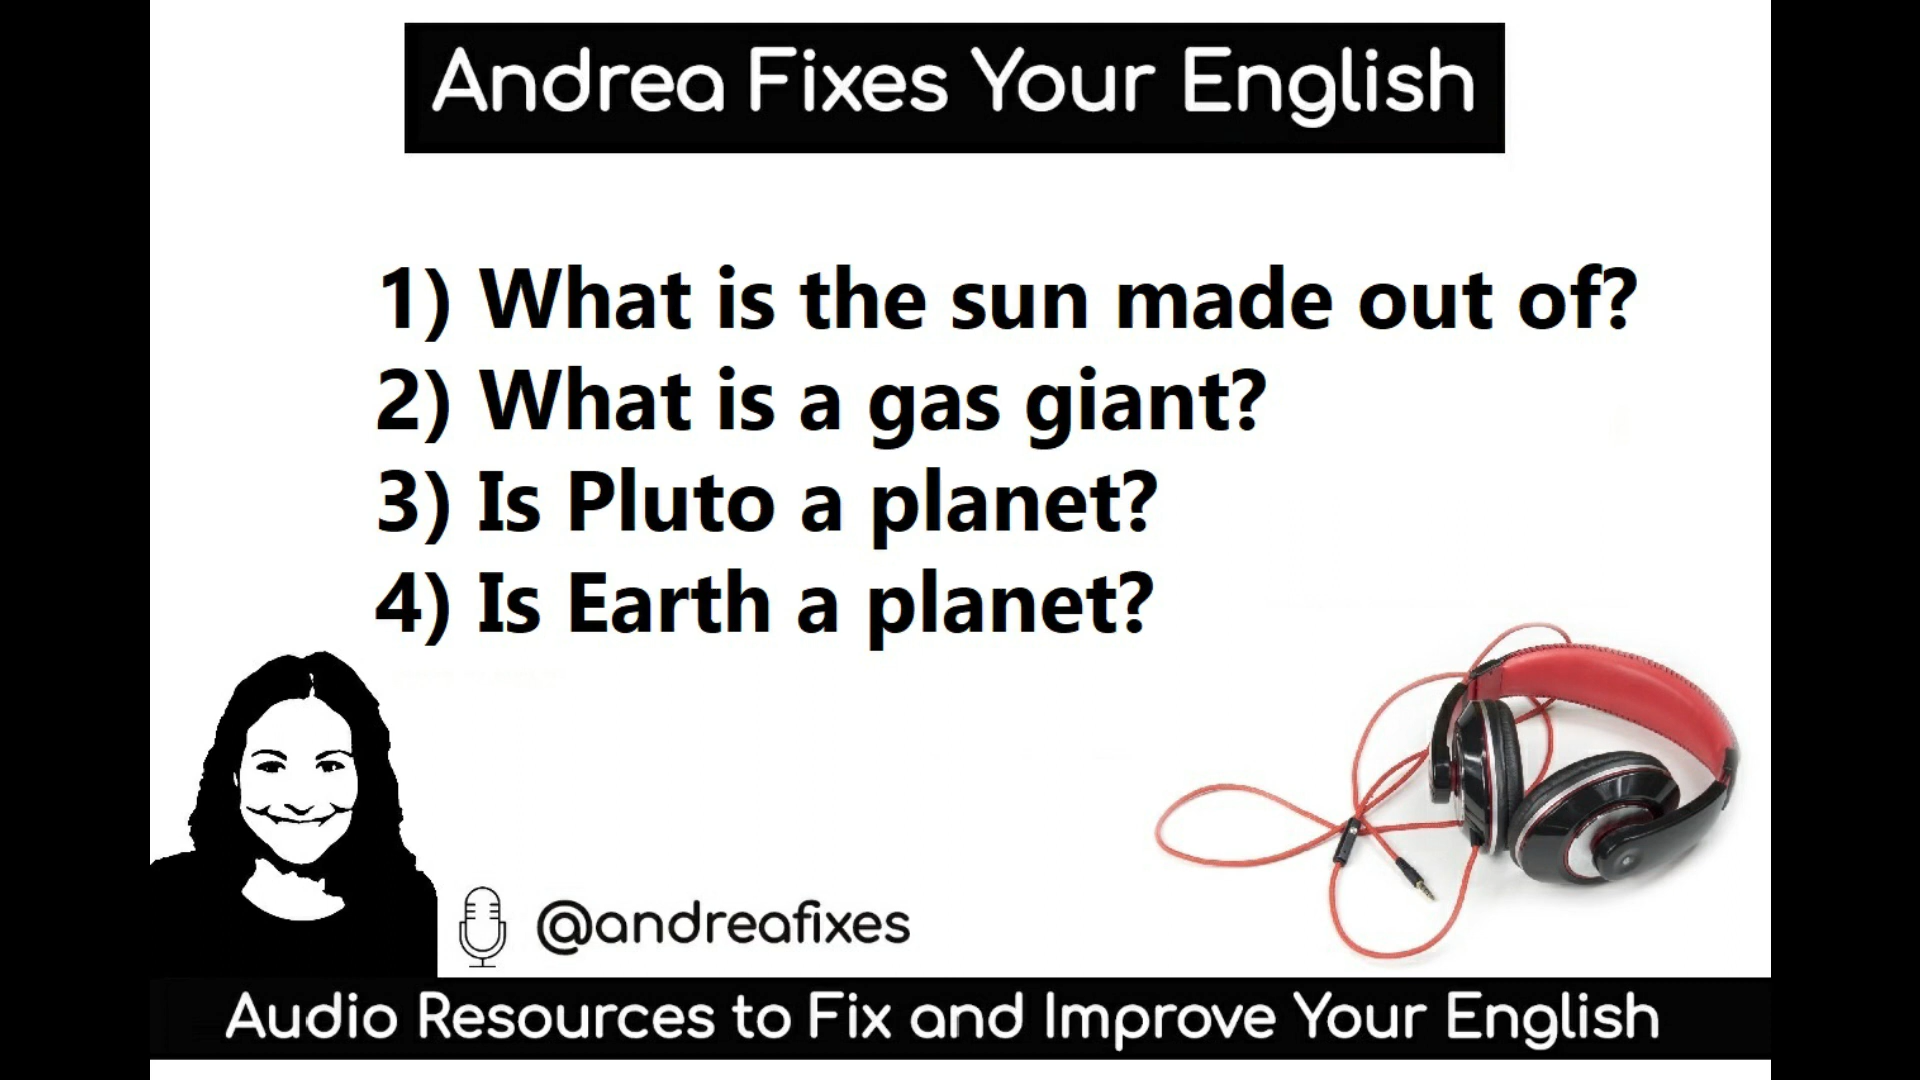 Andrea Fixes Your English
1) What is the sun made out of?
2) What is a gas giant?
3) Is Pluto a planet?
4) Is Earth a planet?
@andreafixes
Audio Resources to Fix and Improve Your English